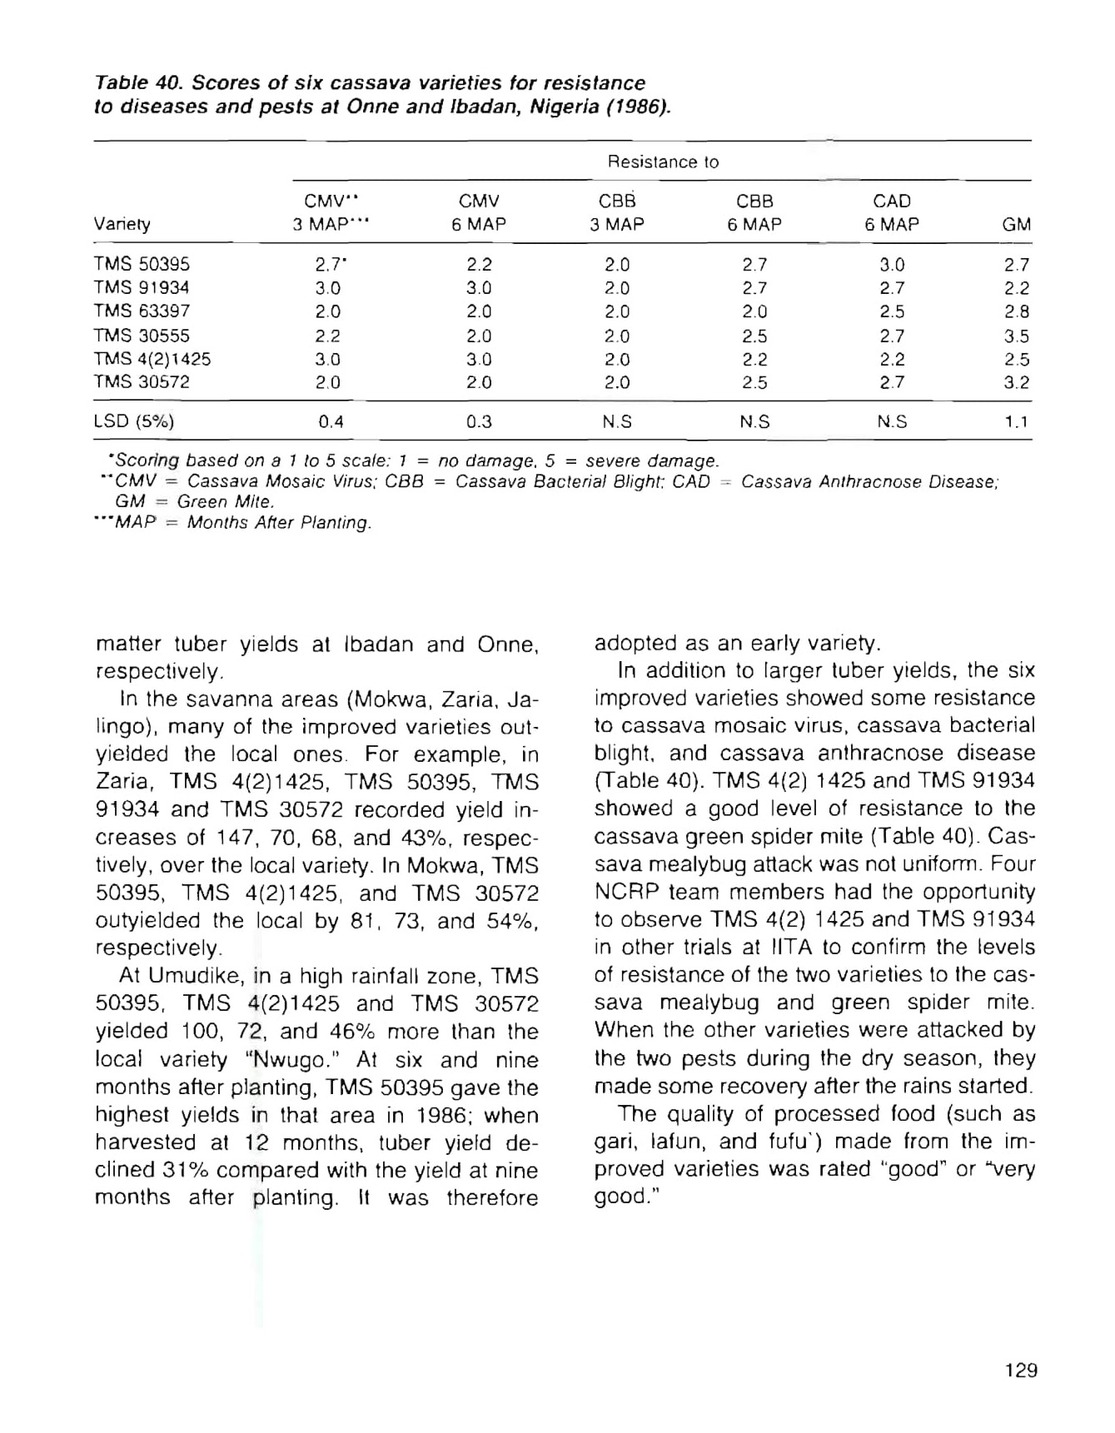 Table 40. Scores of six cassava varieties for resistance
to diseases and pests at Onne and Ibadan, Nigeria (1986).
Resistance to
CMV** CMV CBB CBB CAD
Variety 3 MAP*** 6 MAP 3 MAP 6 MAP 6 MAP GM
TMS 50395 2.7* 2.2 2.0 2.7 3.0 2.7
TMS 91934 3.0 3.0 2.0 2.7 2.7 2.2
TMS 63397 2.0 2.0 2.0 2.0 2.5 2.8
TMS 30555 2.2 2.0 2.0 2.5 2.7 3.5
TMS 4(2)1425 3.0 3.0 2.0 2.2 2.2 2.5
TMS 30572 2.0 2.0 2.0 2.5 2.7 3.2
LSD (5%) 0.4 0.3 N.S N.S N.S 1.1
*Scoring based on a 1 to 5 scale: 1 = no damage, 5 = severe damage.
**CMV = Cassava Mosaic Virus; CBB = Cassava Bacterial Blight; CAD = Cassava Anthracnose Disease;
GM = Green Mite.
***MAP = Months After Planting.
matter tuber yields at Ibadan and Onne,
respectively.
In the savanna areas (Mokwa, Zaria, Ja-
lingo), many of the improved varieties out-
yielded the local ones. For example, in
Zaria, TMS 4(2)1425, TMS 50395, TMS
91934 and TMS 30572 recorded yield in-
creases of 147, 70, 68, and 43%, respec-
tively, over the local variety. In Mokwa, TMS
50395, TMS 4(2)1425, and TMS 30572
outyielded the local by 81, 73, and 54%,
respectively.
At Umudike, in a high rainfall zone, TMS
50395, TMS 4(2)1425 and TMS 30572
yielded 100, 72, and 46% more than the
local variety "Nwugo." At six and nine
months after planting, TMS 50395 gave the
highest yields in that area in 1986; when
harvested at 12 months, tuber yield de-
clined 31% compared with the yield at nine
months after planting. It was therefore
adopted as an early variety.
In addition to larger tuber yields, the six
improved varieties showed some resistance
to cassava mosaic virus, cassava bacterial
blight, and cassava anthracnose disease
(Table 40). TMS 4(2) 1425 and TMS 91934
showed a good level of resistance to the
cassava green spider mite (Table 40). Cas-
sava mealybug attack was not uniform. Four
NCRP team members had the opportunity
to observe TMS 4(2) 1425 and TMS 91934
in other trials at IITA to confirm the levels
of resistance of the two varieties to the cas-
sava mealybug and green spider mite.
When the other varieties were attacked by
the two pests during the dry season, they
made some recovery after the rains started.
The quality of processed food (such as
gari, lafun, and fufu`) made from the im-
proved varieties was rated "good" or "very
good."
129